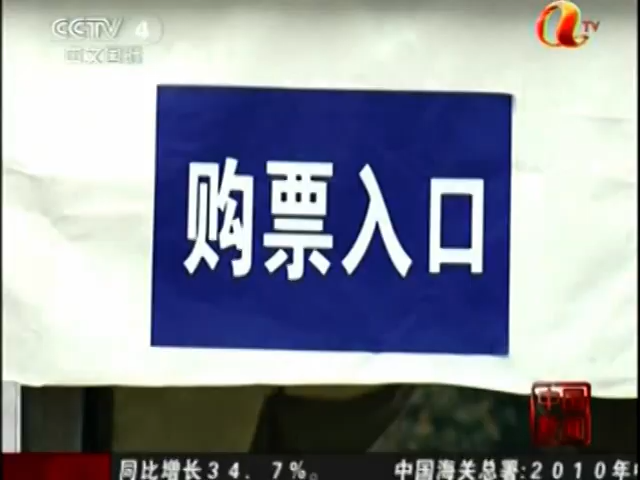 CCTV 4
中文国际
aTV
购票入口
中国
新闻
同比增长34.7%。 中国海关总署:2010年